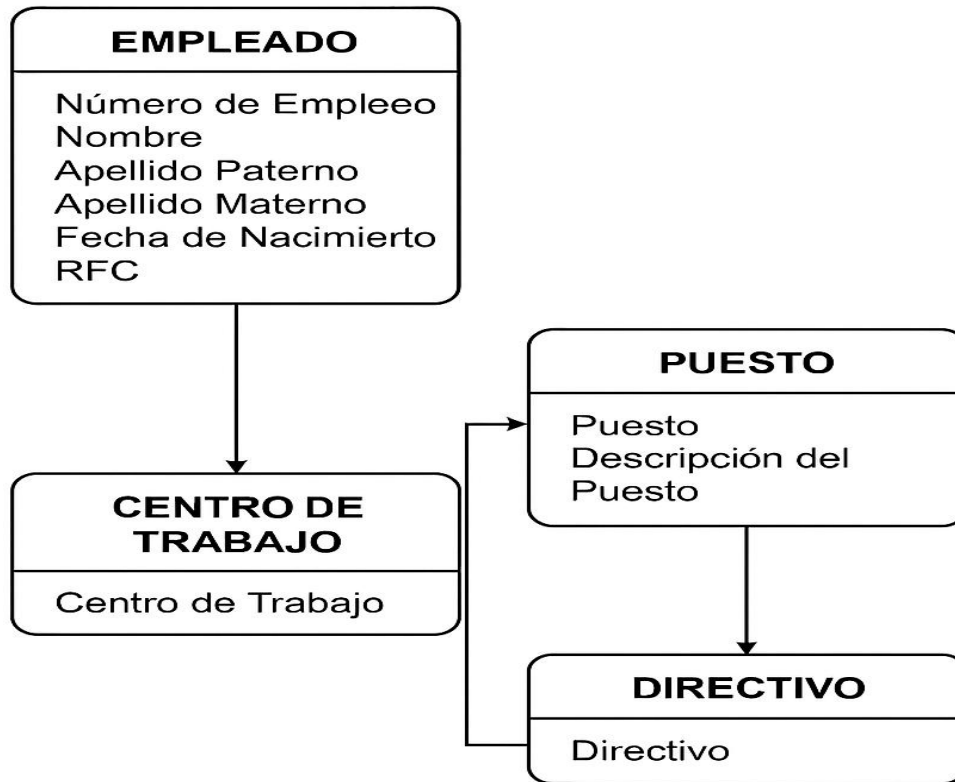 EMPLEADO
Número de Empleeo
Nombre
Apellido Paterno
Apellido Materno
Fecha de Nacimierto
RFC
CENTRO DE
TRABAJO
Centro de Trabajo
PUESTO
Puesto
Descripción del
Puesto
DIRECTIVO
Directivo